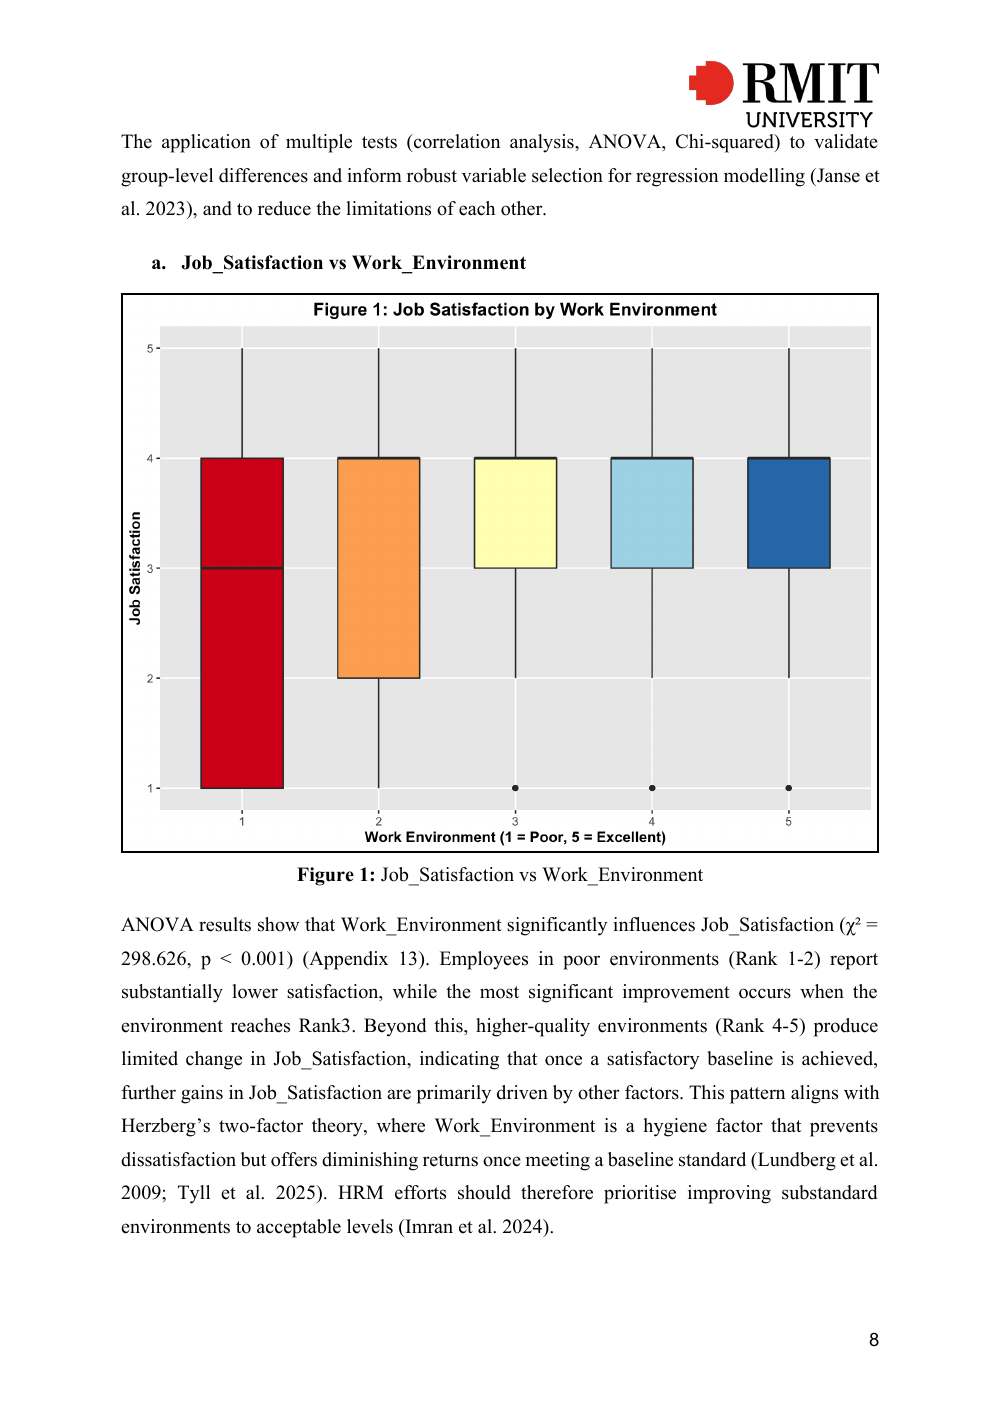 RMIT
UNIVERSITY
The application of multiple tests (correlation analysis, ANOVA, Chi-squared) to validate
group-level differences and inform robust variable selection for regression modelling (Janse et
al. 2023), and to reduce the limitations of each other.
a. Job_Satisfaction vs Work_Environment
Figure 1: Job Satisfaction by Work Environment
5
4
3
2
1
Job Satisfaction
1 2 3 4 5
Work Environment (1 = Poor, 5 = Excellent)
Figure 1: Job_Satisfaction vs Work_Environment
ANOVA results show that Work_Environment significantly influences Job_Satisfaction (χ² =
298.626, p < 0.001) (Appendix 13). Employees in poor environments (Rank 1-2) report
substantially lower satisfaction, while the most significant improvement occurs when the
environment reaches Rank3. Beyond this, higher-quality environments (Rank 4-5) produce
limited change in Job_Satisfaction, indicating that once a satisfactory baseline is achieved,
further gains in Job_Satisfaction are primarily driven by other factors. This pattern aligns with
Herzberg’s two-factor theory, where Work_Environment is a hygiene factor that prevents
dissatisfaction but offers diminishing returns once meeting a baseline standard (Lundberg et al.
2009; Tyll et al. 2025). HRM efforts should therefore prioritise improving substandard
environments to acceptable levels (Imran et al. 2024).
8